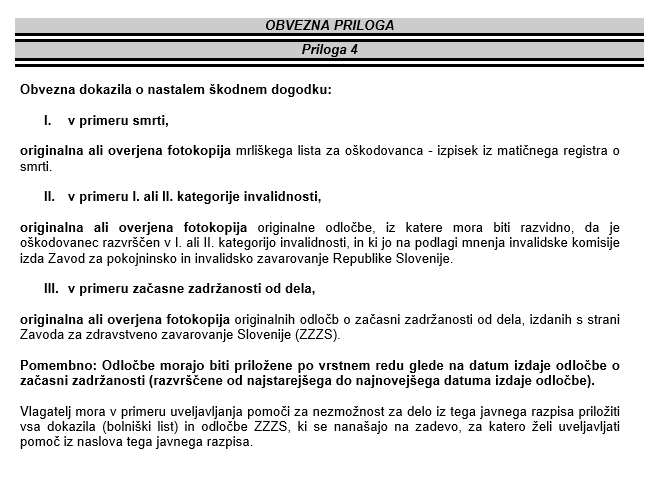 OBVEZNA PRILOGA
Priloga 4
Obvezna dokazila o nastalem škodnem dogodku:
I. v primeru smrti,
originalna ali overjena fotokopija mrliškega lista za oškodovanca - izpisek iz matičnega registra o
smrti.
II. v primeru I. ali II. kategorije invalidnosti,
originalna ali overjena fotokopija originalne odločbe, iz katere mora biti razvidno, da je
oškodovanec razvrščen v I. ali II. kategorijo invalidnosti, in ki jo na podlagi mnenja invalidske komisije
izda Zavod za pokojninsko in invalidsko zavarovanje Republike Slovenije.
III. v primeru začasne zadržanosti od dela,
originalna ali overjena fotokopija originalnih odločb o začasni zadržanosti od dela, izdanih s strani
Zavoda za zdravstveno zavarovanje Slovenije (ZZZS).
Pomembno: Odločbe morajo biti priložene po vrstnem redu glede na datum izdaje odločbe o
začasni zadržanosti (razvrščene od najstarejšega do najnovejšega datuma izdaje odločbe).
Vlagatelj mora v primeru uveljavljanja pomoči za nezmožnost za delo iz tega javnega razpisa priložiti
vsa dokazila (bolniški list) in odločbe ZZZS, ki se nanašajo na zadevo, za katero želi uveljavljati
pomoč iz naslova tega javnega razpisa.